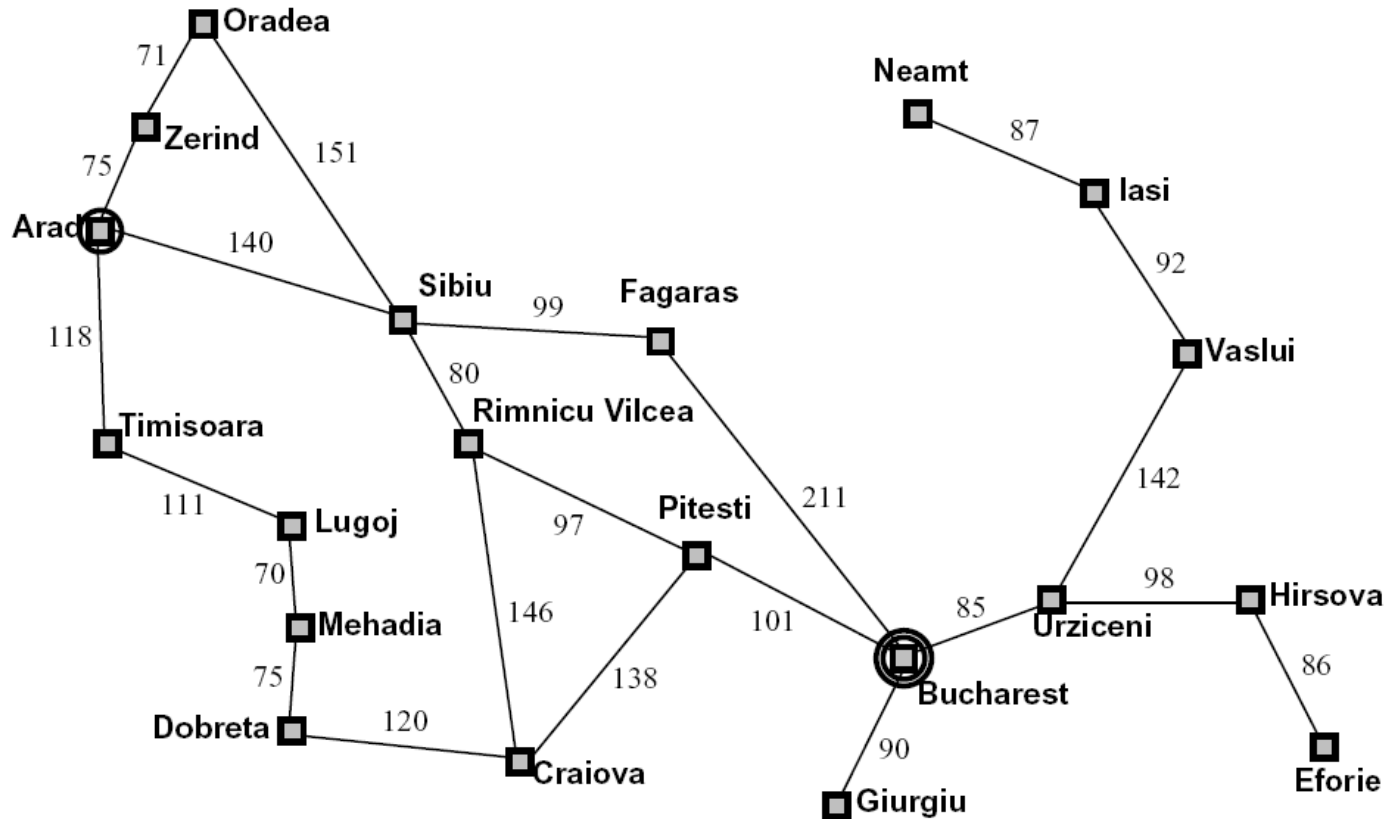 Oradea
71
Neamt
87
Zerind
151
75
Iasi
Arad
140
92
Sibiu
Fagaras
99
118
80
Vaslui
Rimnicu Vilcea
Timisoara
142
211
111
Lugoj
97
Pitesti
70
98
Hirsova
146
101
85
Mehadia
Urziceni
138
86
75
Bucharest
Dobreta
120
90
Craiova
Eforie
Giurgiu